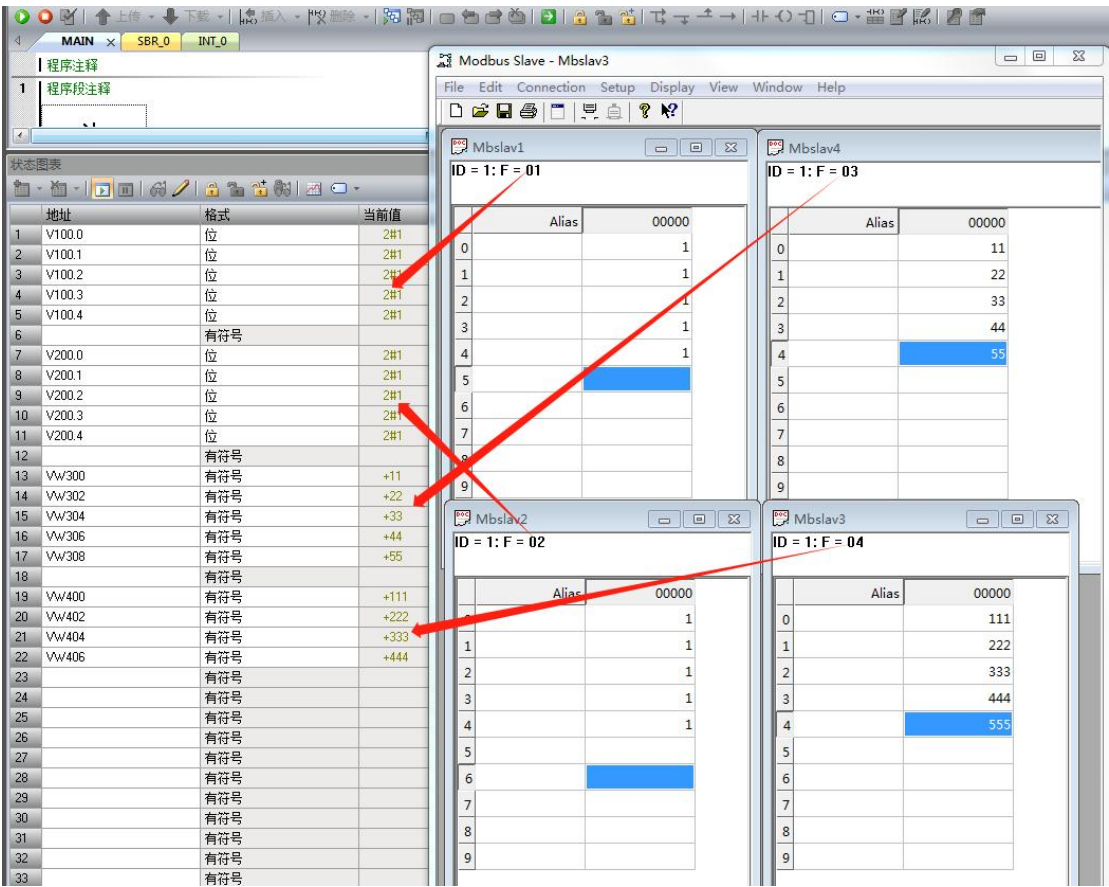 上传 下载 插入 删除
MAIN × SBR_0 INT_0
程序注释
1 程序段注释
状态图表
地址 格式 当前值
1 V100.0 位 2#1
2 V100.1 位 2#1
3 V100.2 位 2#1
4 V100.3 位 2#1
5 V100.4 位 2#1
6 有符号
7 V200.0 位 2#1
8 V200.1 位 2#1
9 V200.2 位 2#1
10 V200.3 位 2#1
11 V200.4 位 2#1
12 有符号
13 VW300 有符号 +11
14 VW302 有符号 +22
15 VW304 有符号 +33
16 VW306 有符号 +44
17 VW308 有符号 +55
18 有符号
19 VW400 有符号 +111
20 VW402 有符号 +222
21 VW404 有符号 +333
22 VW406 有符号 +444
23 有符号
24 有符号
25 有符号
26 有符号
27 有符号
28 有符号
29 有符号
30 有符号
31 有符号
32 有符号
33 有符号
Modbus Slave - Mbslav3
File Edit Connection Setup Display View Window Help
Mbslav1
ID = 1: F = 01
Alias 00000
0 1
1 1
2 1
3 1
4 1
5
6
7
8
9
Mbslav4
ID = 1: F = 03
Alias 00000
0 11
1 22
2 33
3 44
4 55
5
6
7
8
9
Mbslav2
ID = 1: F = 02
Alias 00000
0 1
1 1
2 1
3 1
4 1
5
6
7
8
9
Mbslav3
ID = 1: F = 04
Alias 00000
0 111
1 222
2 333
3 444
4 555
5
6
7
8
9